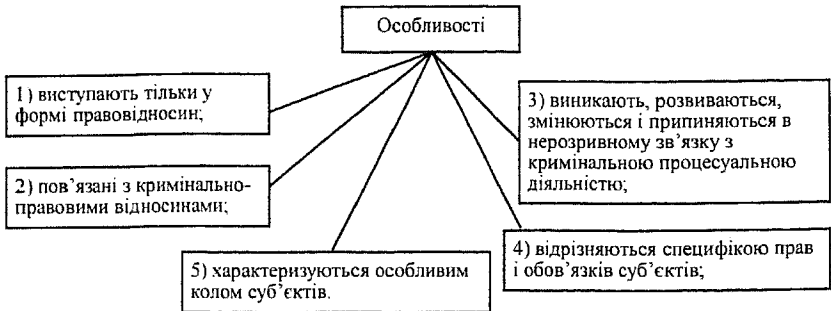 Особливості
1) виступають тільки у
формі правовідносин;
2) пов’язані з кримінально-
правовими відносинами;
3) виникають, розвиваються,
змінюються і припиняються в
нерозривному зв’язку з
кримінальною процесуальною
діяльністю;
4) відрізняються специфікою прав
і обов’язків суб’єктів;
5) характеризуються особливим
колом суб’єктів.